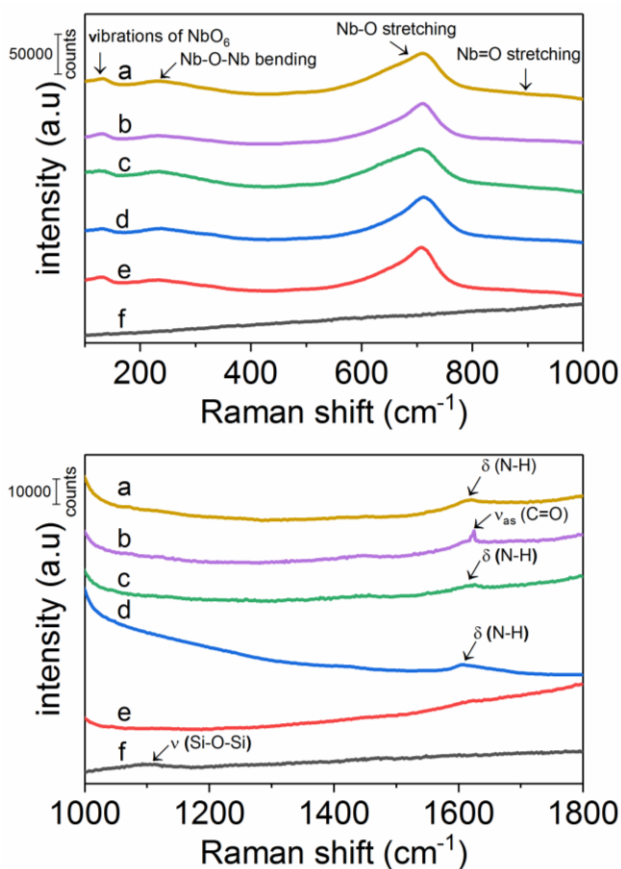 50000
counts
vibrations of NbO6
Nb-O-Nb bending
Nb-O stretching
Nb=O stretching
a
b
c
d
e
f
intensity (a.u)
200 400 600 800 1000
Raman shift (cm-1)
10000
counts
δ (N-H)
νas (C=O)
δ (N-H)
δ (N-H)
ν (Si-O-Si)
a
b
c
d
e
f
intensity (a.u)
1000 1200 1400 1600 1800
Raman shift (cm-1)